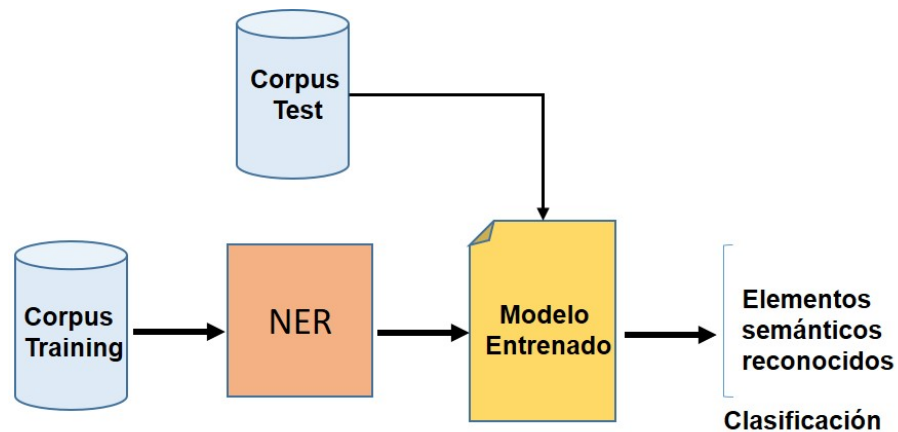 Corpus
Test
Corpus
Training
NER
Modelo
Entrenado
Elementos
semánticos
reconocidos
Clasificación